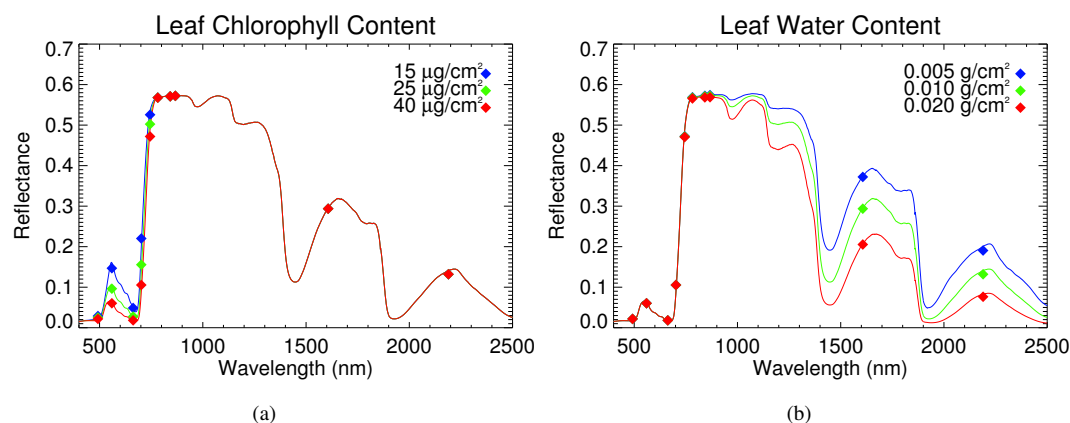 Leaf Chlorophyll Content
0.7
0.6
0.5
0.4
0.3
0.2
0.1
0.0
Reflectance
15 μg/cm²
25 μg/cm²
40 μg/cm²
500 1000 1500 2000 2500
Wavelength (nm)
(a)
Leaf Water Content
0.7
0.6
0.5
0.4
0.3
0.2
0.1
0.0
Reflectance
0.005 g/cm²
0.010 g/cm²
0.020 g/cm²
500 1000 1500 2000 2500
Wavelength (nm)
(b)